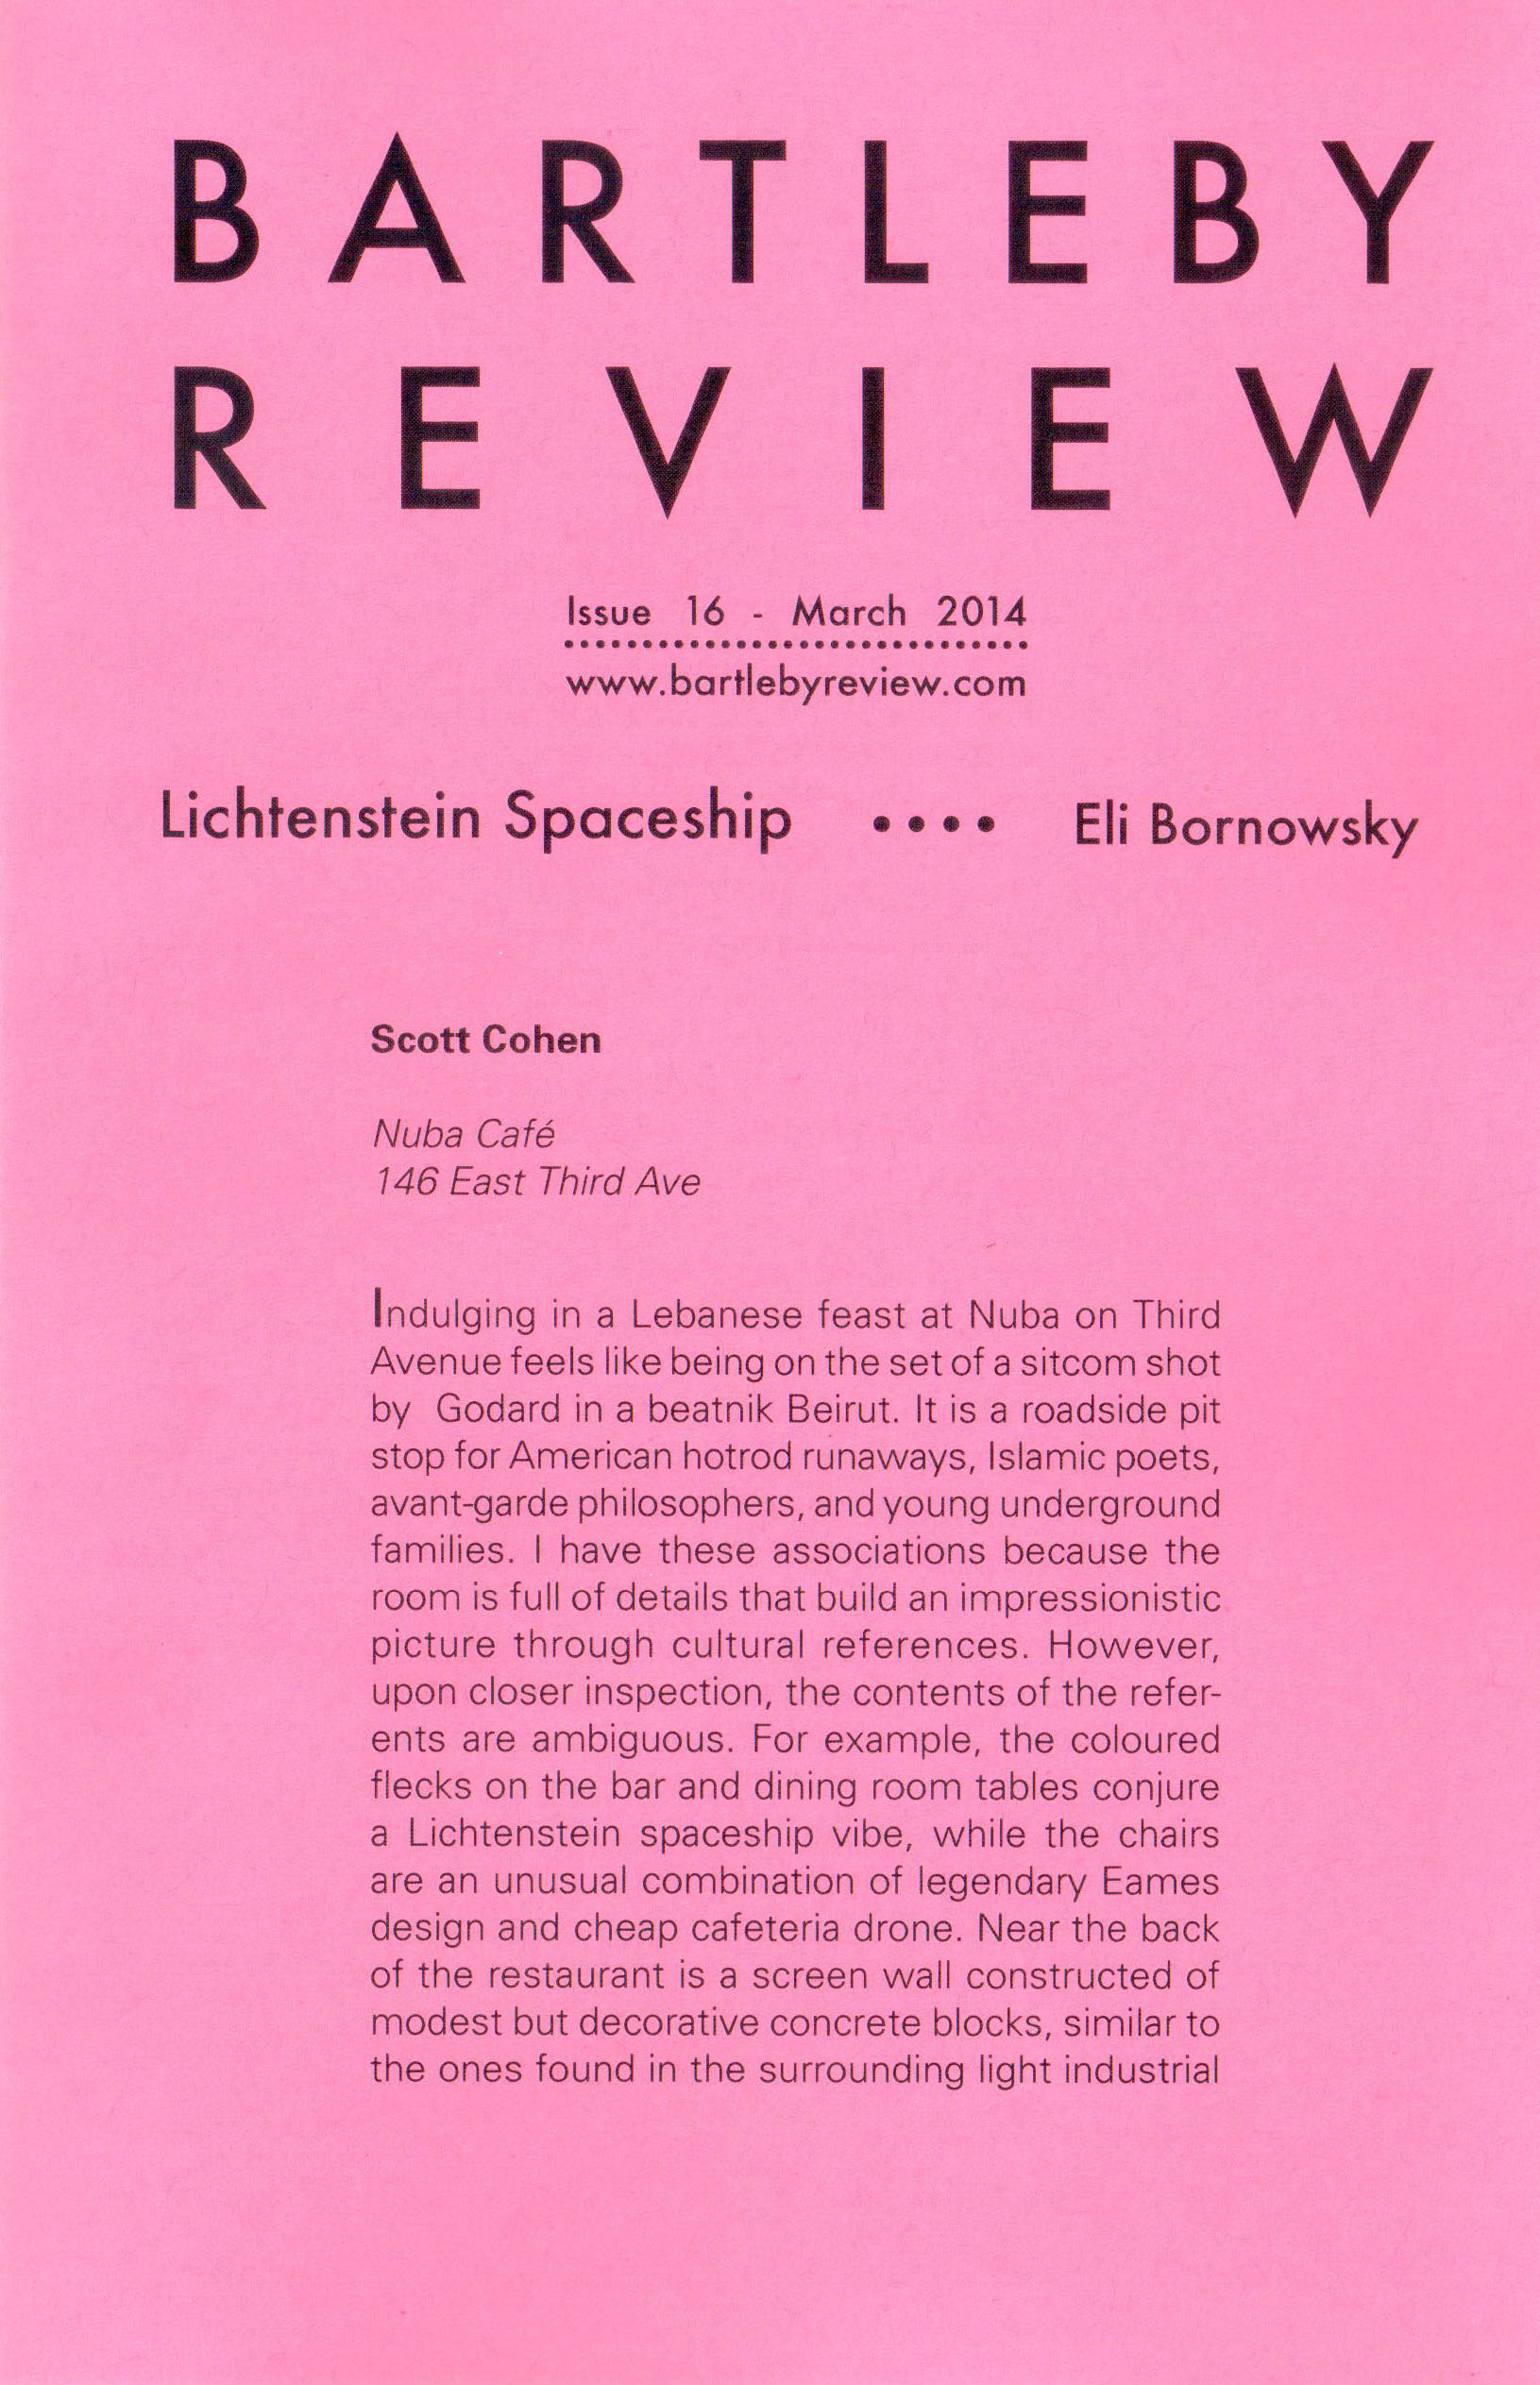 BARTLEBY
REVIEW
Issue 16 - March 2014
www.bartlebyreview.com
Lichtenstein Spaceship •••• Eli Bornowsky
Scott Cohen
Nuba Café
146 East Third Ave
Indulging in a Lebanese feast at Nuba on Third
Avenue feels like being on the set of a sitcom shot
by Godard in a beatnik Beirut. It is a roadside pit
stop for American hotrod runaways, Islamic poets,
avant-garde philosophers, and young underground
families. I have these associations because the
room is full of details that build an impressionistic
picture through cultural references. However,
upon closer inspection, the contents of the refer-
ents are ambiguous. For example, the coloured
flecks on the bar and dining room tables conjure
a Lichtenstein spaceship vibe, while the chairs
are an unusual combination of legendary Eames
design and cheap cafeteria drone. Near the back
of the restaurant is a screen wall constructed of
modest but decorative concrete blocks, similar to
the ones found in the surrounding light industrial